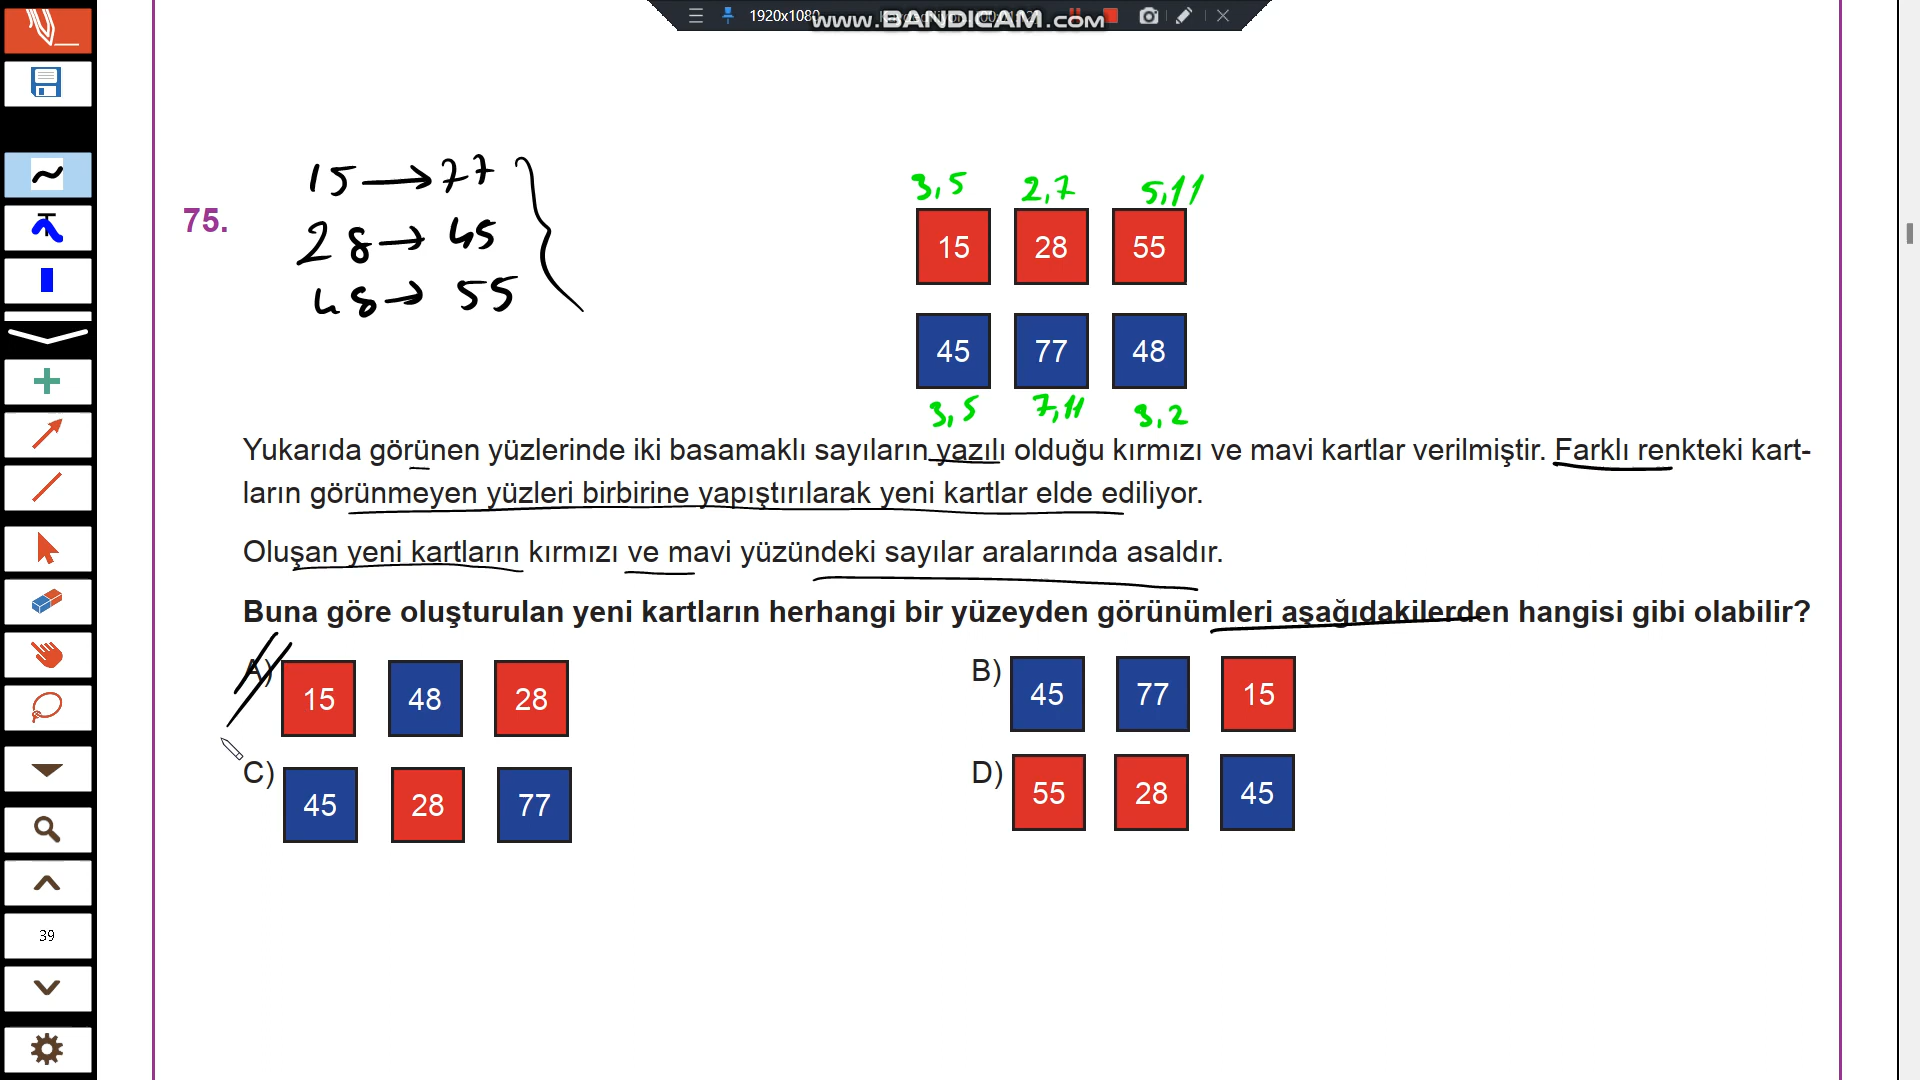 1920x1080
www.BANDICAM.com
75.
15 → 77
28 → 45
48 → 55
3,5 2,7 5,11
15 28 55
45 77 48
3,5 7,11 3,2
Yukarıda görünen yüzlerinde iki basamaklı sayıların yazılı olduğu kırmızı ve mavi kartlar verilmiştir. Farklı renkteki kart-
ların görünmeyen yüzleri birbirine yapıştırılarak yeni kartlar elde ediliyor.
Oluşan yeni kartların kırmızı ve mavi yüzündeki sayılar aralarında asaldır.
Buna göre oluşturulan yeni kartların herhangi bir yüzeyden görünümleri aşağıdakilerden hangisi gibi olabilir?
A) 15 48 28
B) 45 77 15
C) 45 28 77
D) 55 28 45
39